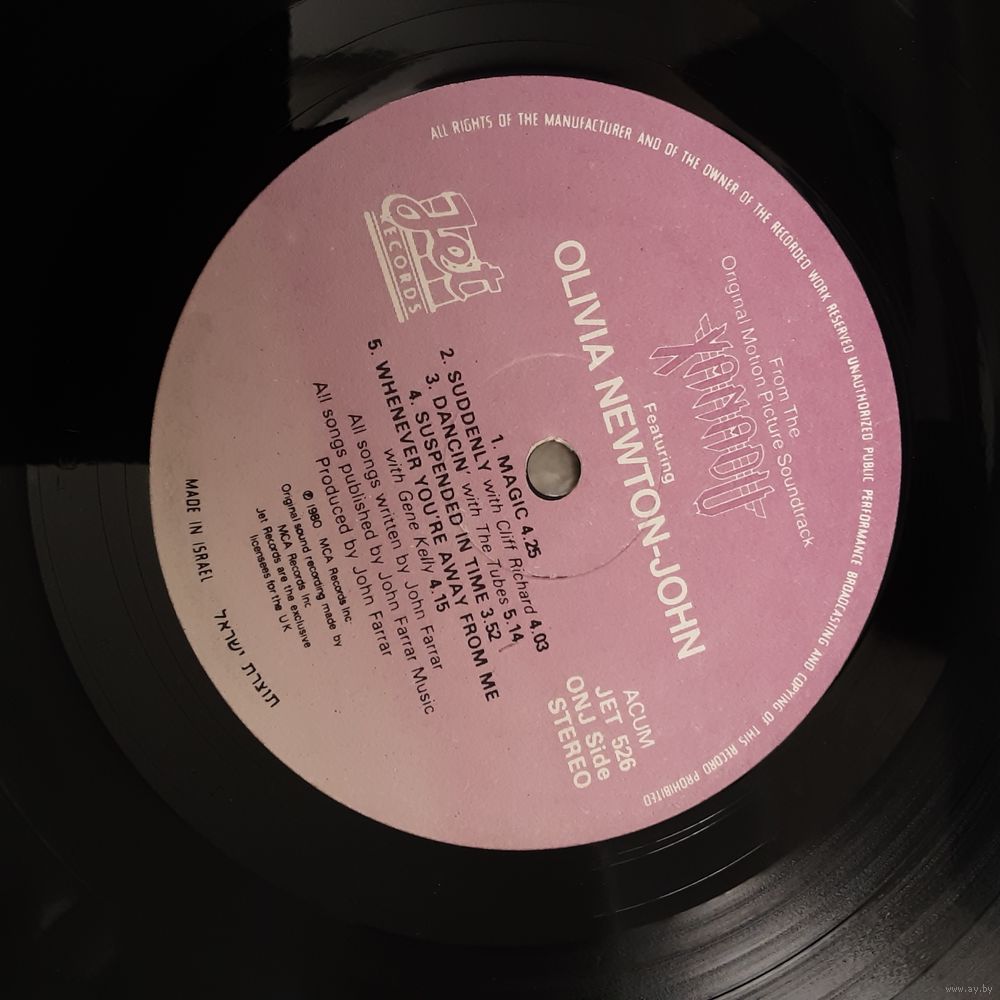 ALL RIGHTS OF THE MANUFACTURER AND OF THE OWNER OF THE RECORDED WORK RESERVED UNAUTHORIZED PUBLIC PERFORMANCE BROADCASTING AND COPYING OF THIS RECORD PROHIBITED
From The
Original Motion Picture Soundtrack
XANADU
Featuring
OLIVIA NEWTON-JOHN
Jet
RECORDS
ACUM
JET 526
ONJ Side
STEREO
1. MAGIC 4.25
2. SUDDENLY with Cliff Richard 4.03
3. DANCIN' with The Tubes 5.14
4. SUSPENDED IN TIME 3.52
5. WHENEVER YOU'RE AWAY FROM ME
with Gene Kelly 4.15
All songs written by John Farrar
All songs published by John Farrar Music
Produced by John Farrar
℗ 1980 MCA Records Inc
Original sound recording made by
MCA Records Inc
Jet Records are the exclusive
licensees for the UK
MADE IN ISRAEL תוצרת ישראל
www.ay.by